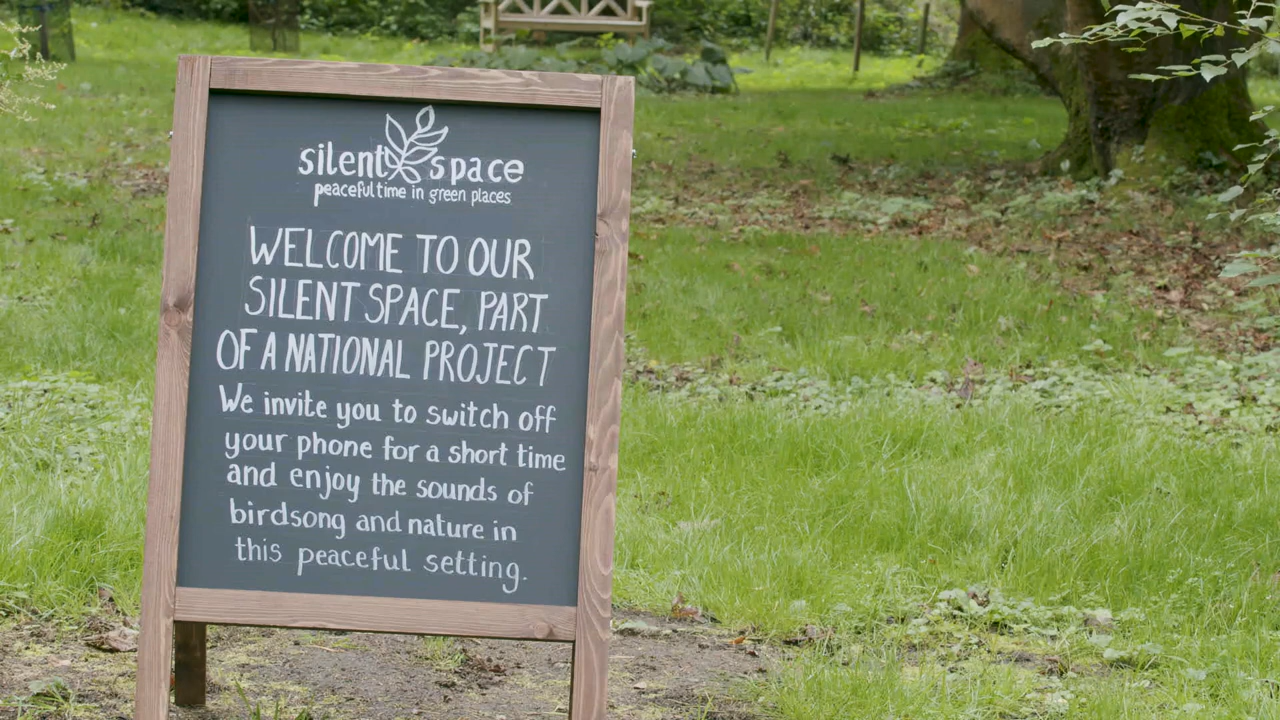 silent space
peaceful time in green places
WELCOME TO OUR
SILENT SPACE, PART
OF A NATIONAL PROJECT
We invite you to switch off
your phone for a short time
and enjoy the sounds of
birdsong and nature in
this peaceful setting.